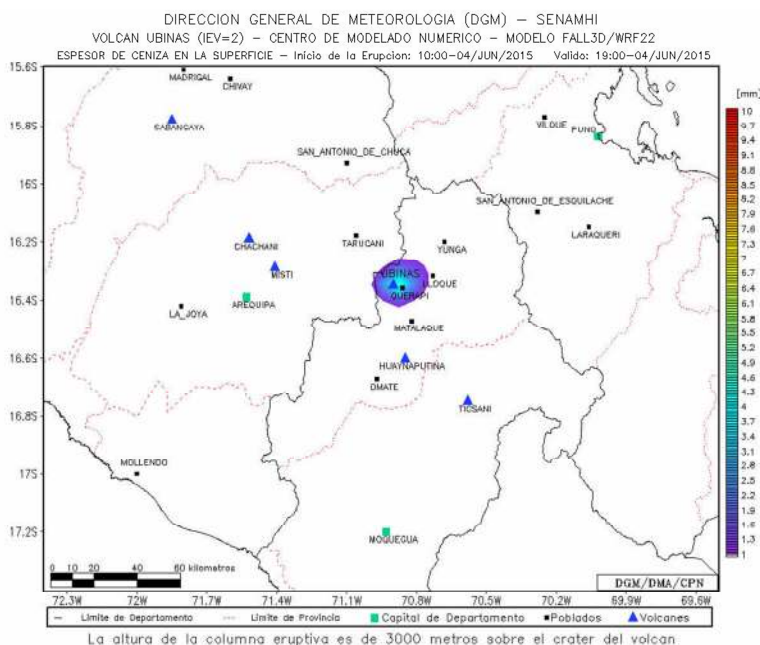 DIRECCION GENERAL DE METEOROLOGIA (DGM) – SENAMHI
VOLCAN UBINAS (IEV=2) – CENTRO DE MODELADO NUMERICO – MODELO FALL3D/WRF22
ESPESOR DE CENIZA EN LA SUPERFICIE – Inicio de la Erupcion: 10:00–04/JUN/2015 Valido: 19:00–04/JUN/2015
15.6S
15.8S
16S
16.2S
16.4S
16.6S
16.8S
17S
17.2S
MADRIGAL
CHIVAY
SABANCAYA
VILQUE
PUNO
SAN_ANTONIO_DE_CHUCA
SAN_ANTONIO_DE_ESQUILACHE
LARAQUERI
CHACHANI
TARUCANI
YUNGA
MISTI
UBINAS
LLOQUE
QUERAPI
LA_JOYA
AREQUIPA
MATALAQUE
HUAYNAPUTINA
OMATE
TICSANI
MOLLENDO
MOQUEGUA
0 10 20 40 60 kilometros
DGM/DMA/CPN
72.3W 72W 71.7W 71.4W 71.1W 70.8W 70.5W 70.2W 69.9W 69.6W
[mm]
10
9.7
9.4
9.1
8.8
8.5
8.2
7.9
7.6
7.3
7
6.7
6.4
6.1
5.8
5.5
5.2
4.9
4.6
4.3
4
3.7
3.4
3.1
2.8
2.5
2.2
1.9
1.6
1.3
1
Limite de Departamento Limite de Provincia Capital de Departamento Poblados Volcanes
La altura de la columna eruptiva es de 3000 metros sobre el crater del volcan